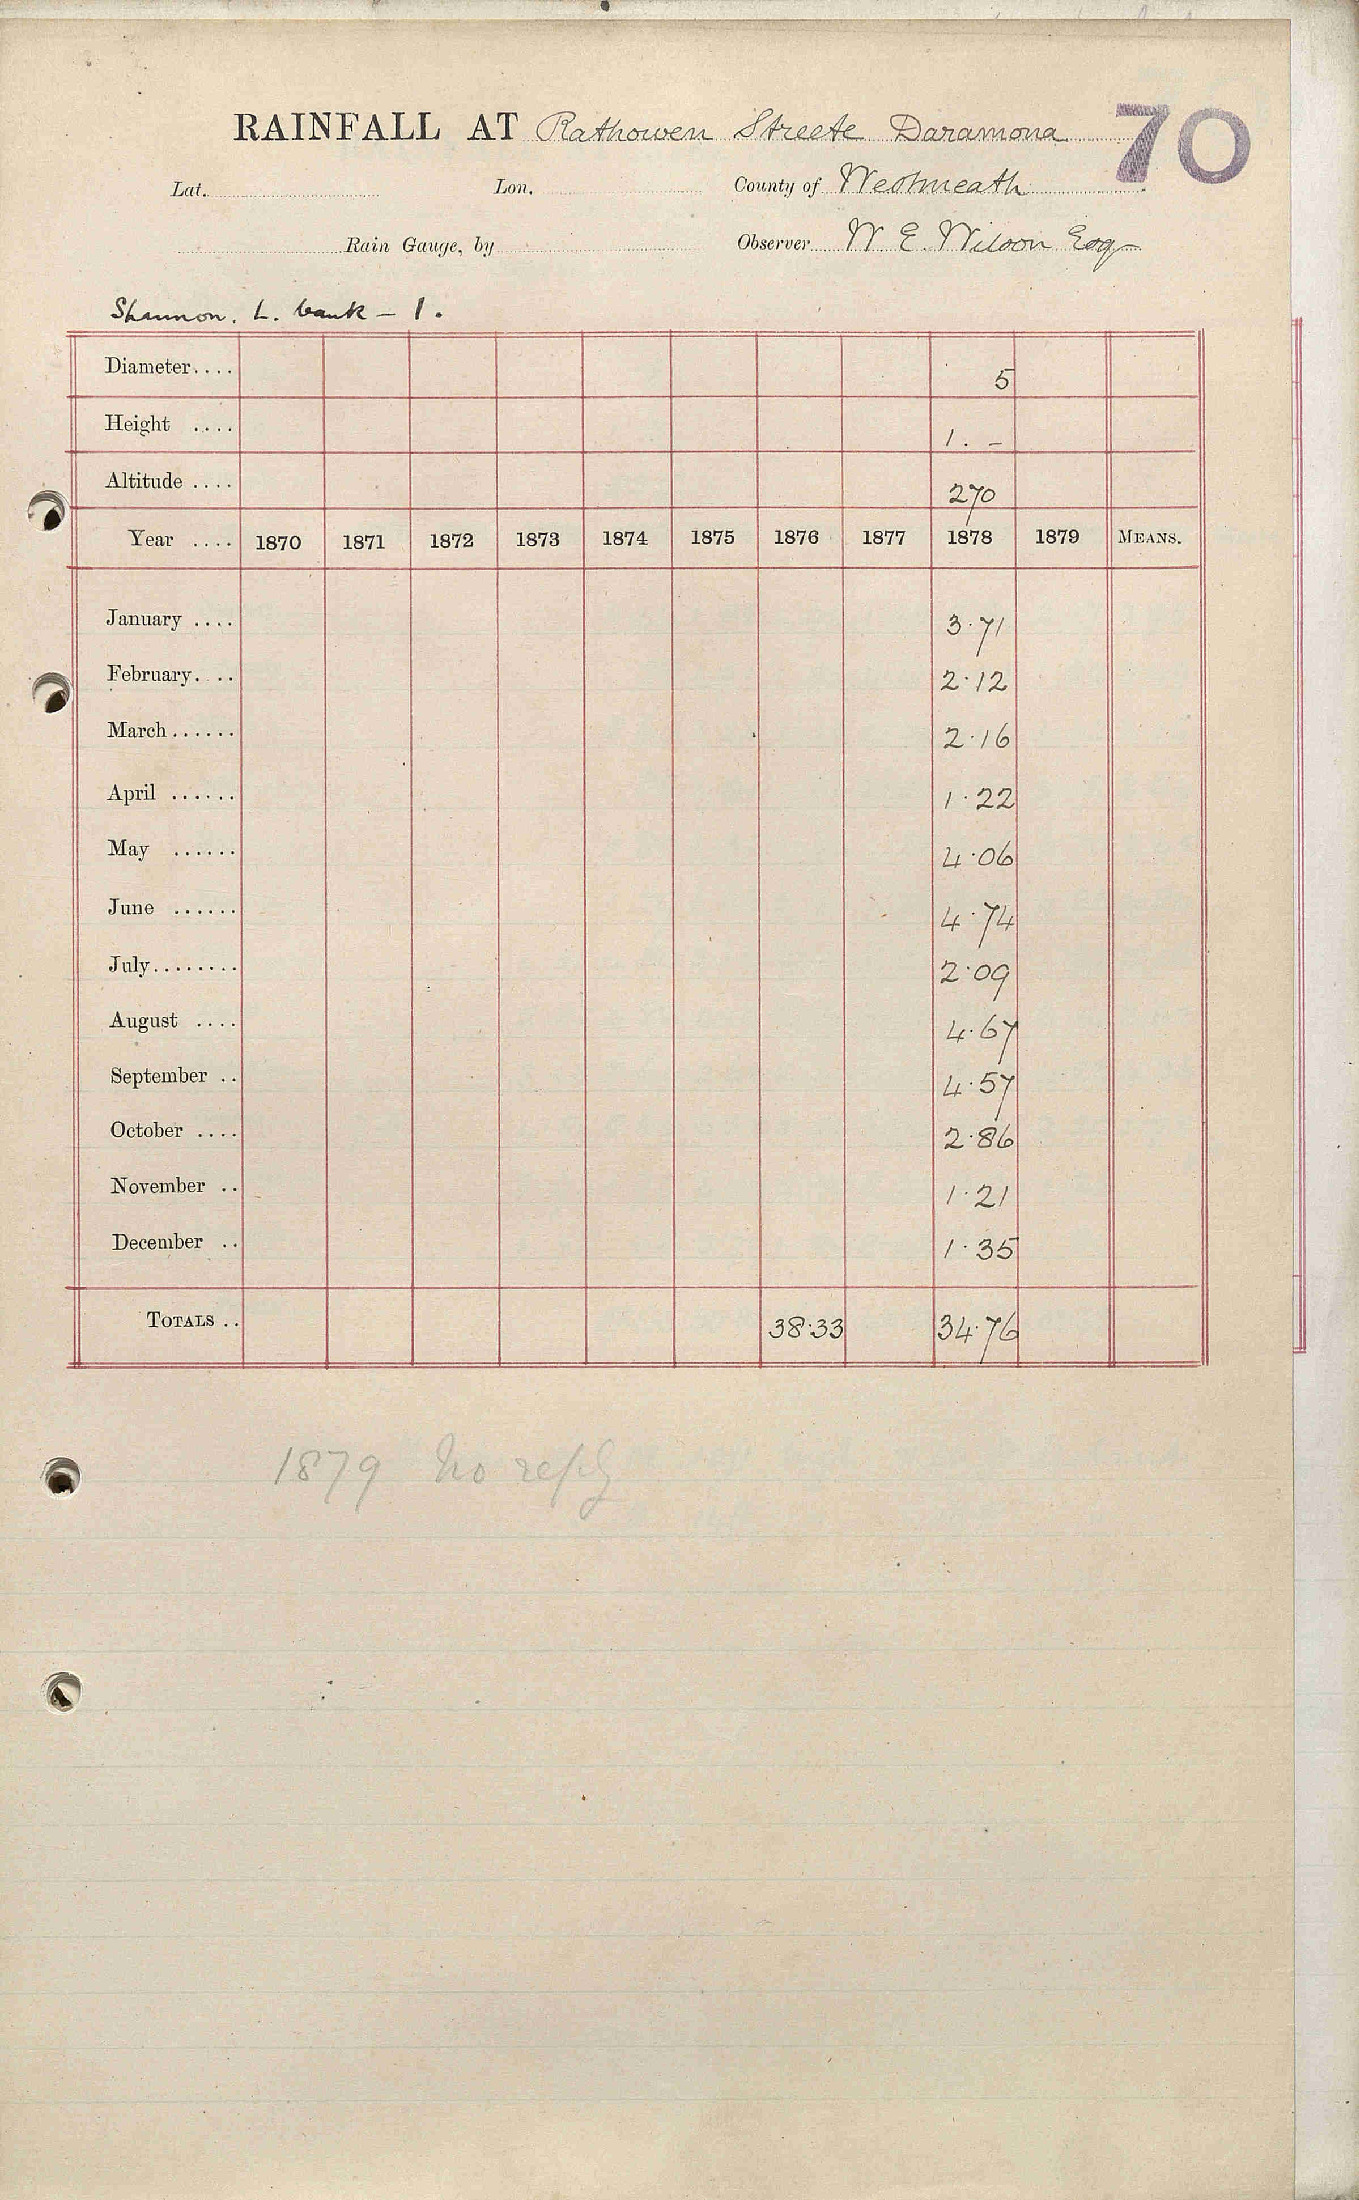 RAINFALL AT Rathowen Streete Daramona 70
Lat. Lon. County of Westmeath
Rain Gauge, by Observer W E. Wilson Esq
Shannon. L. bank – 1.
Diameter.... 5
Height .... 1. –
Altitude .... 270
Year .... 1870 1871 1872 1873 1874 1875 1876 1877 1878 1879 MEANS.
January .... 3.71
February. .. 2.12
March...... 2.16
April ...... 1.22
May ...... 4.06
June ...... 4.74
July........ 2.09
August .... 4.67
September .. 4.57
October .... 2.86
November .. 1.21
December .. 1.35
TOTALS .. 38.33 34.76
1879 No reply